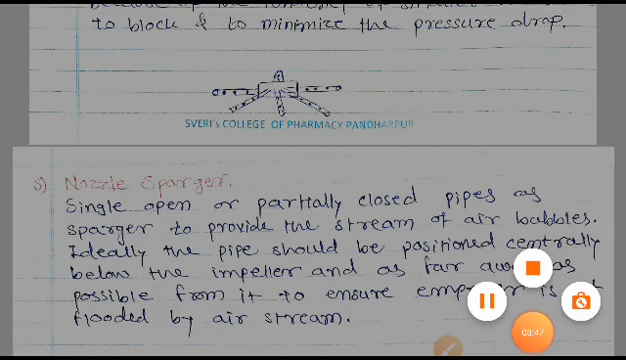 to block & to minimize the pressure drop.
SVERI's COLLEGE OF PHARMACY PANDHARPUR
3) Nozzle Sparger.
Single open or partially closed pipes as
sparger to provide the stream of air bubbles.
Ideally the pipe should be positioned centrally
below the impeller and as far as
possible from it to ensure is
flooded by air stream.
03:47